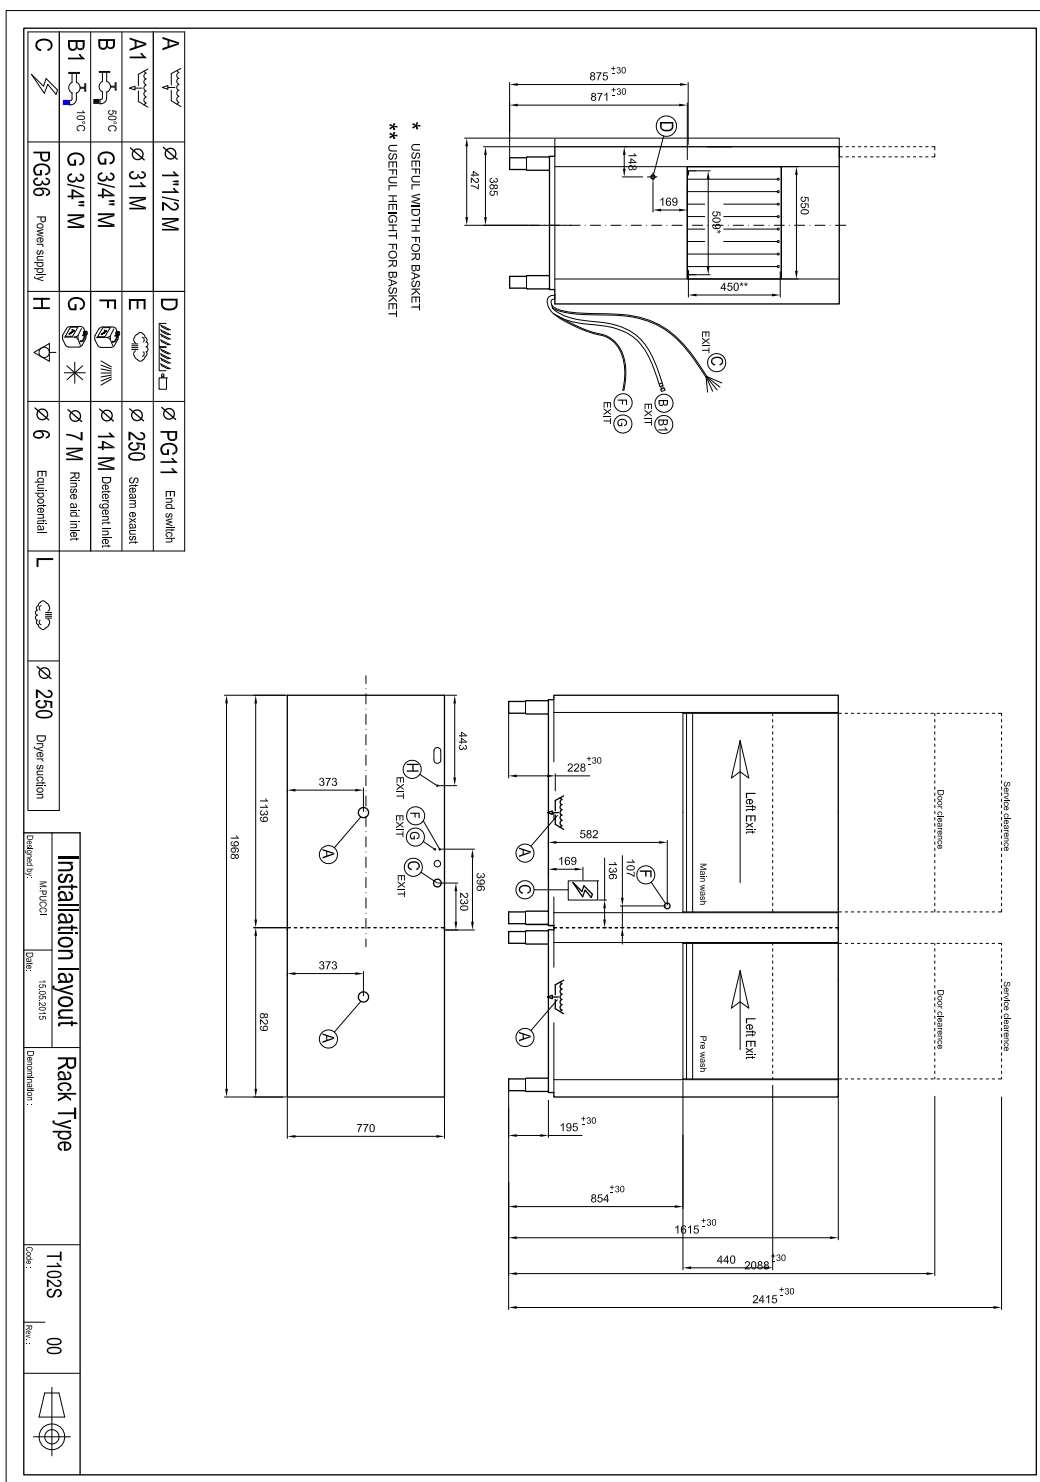 875 ±30
871 ±30
D
148
169
385
427
550
509*
450**
C
EXIT
B B1
EXIT
F G
EXIT
* USEFUL WIDTH FOR BASKET
** USEFUL HEIGHT FOR BASKET
Service clearence
Door clearence
Left Exit
Main wash
228 ±30
A
582
169
C
136
107
F
Service clearence
Door clearence
Left Exit
Pre wash
A
195 ±30
854 ±30
1615 ±30
440
2088 ±30
2415 ±30
443
H
EXIT
F
G
EXIT
C
EXIT
396
230
373
A
1139
1968
373
A
829
770
A Ø 1"1/2 M D Ø PG11 End switch
A1 Ø 31 M E Ø 250 Steam exaust
B 50°C G 3/4" M F Ø 14 M Detergent Inlet
B1 10°C G 3/4" M G Ø 7 M Rinse aid inlet
C PG36 Power supply H Ø 6 Equipotential L Ø 250 Dryer suction
Installation layout
Designed by: M.PUCCI Date: 15.05.2015
Rack Type
Denomination :
T102S 00
Code : Rev. :